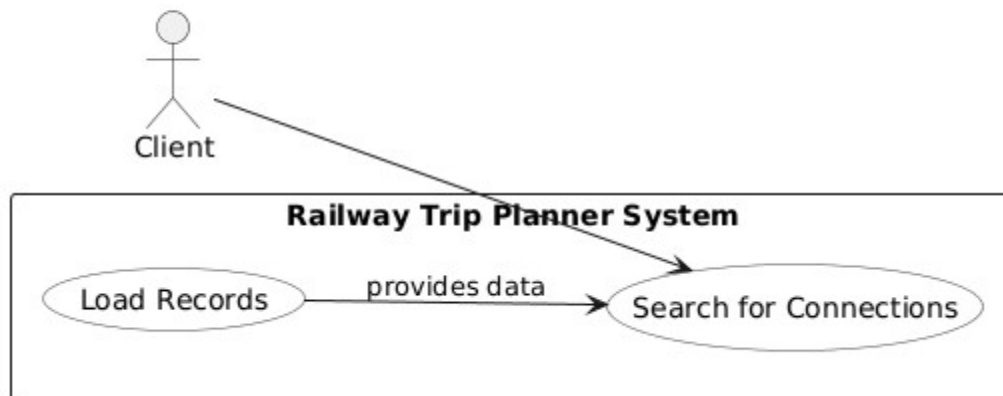 Client
Railway Trip Planner System
provides data
Load Records
Search for Connections